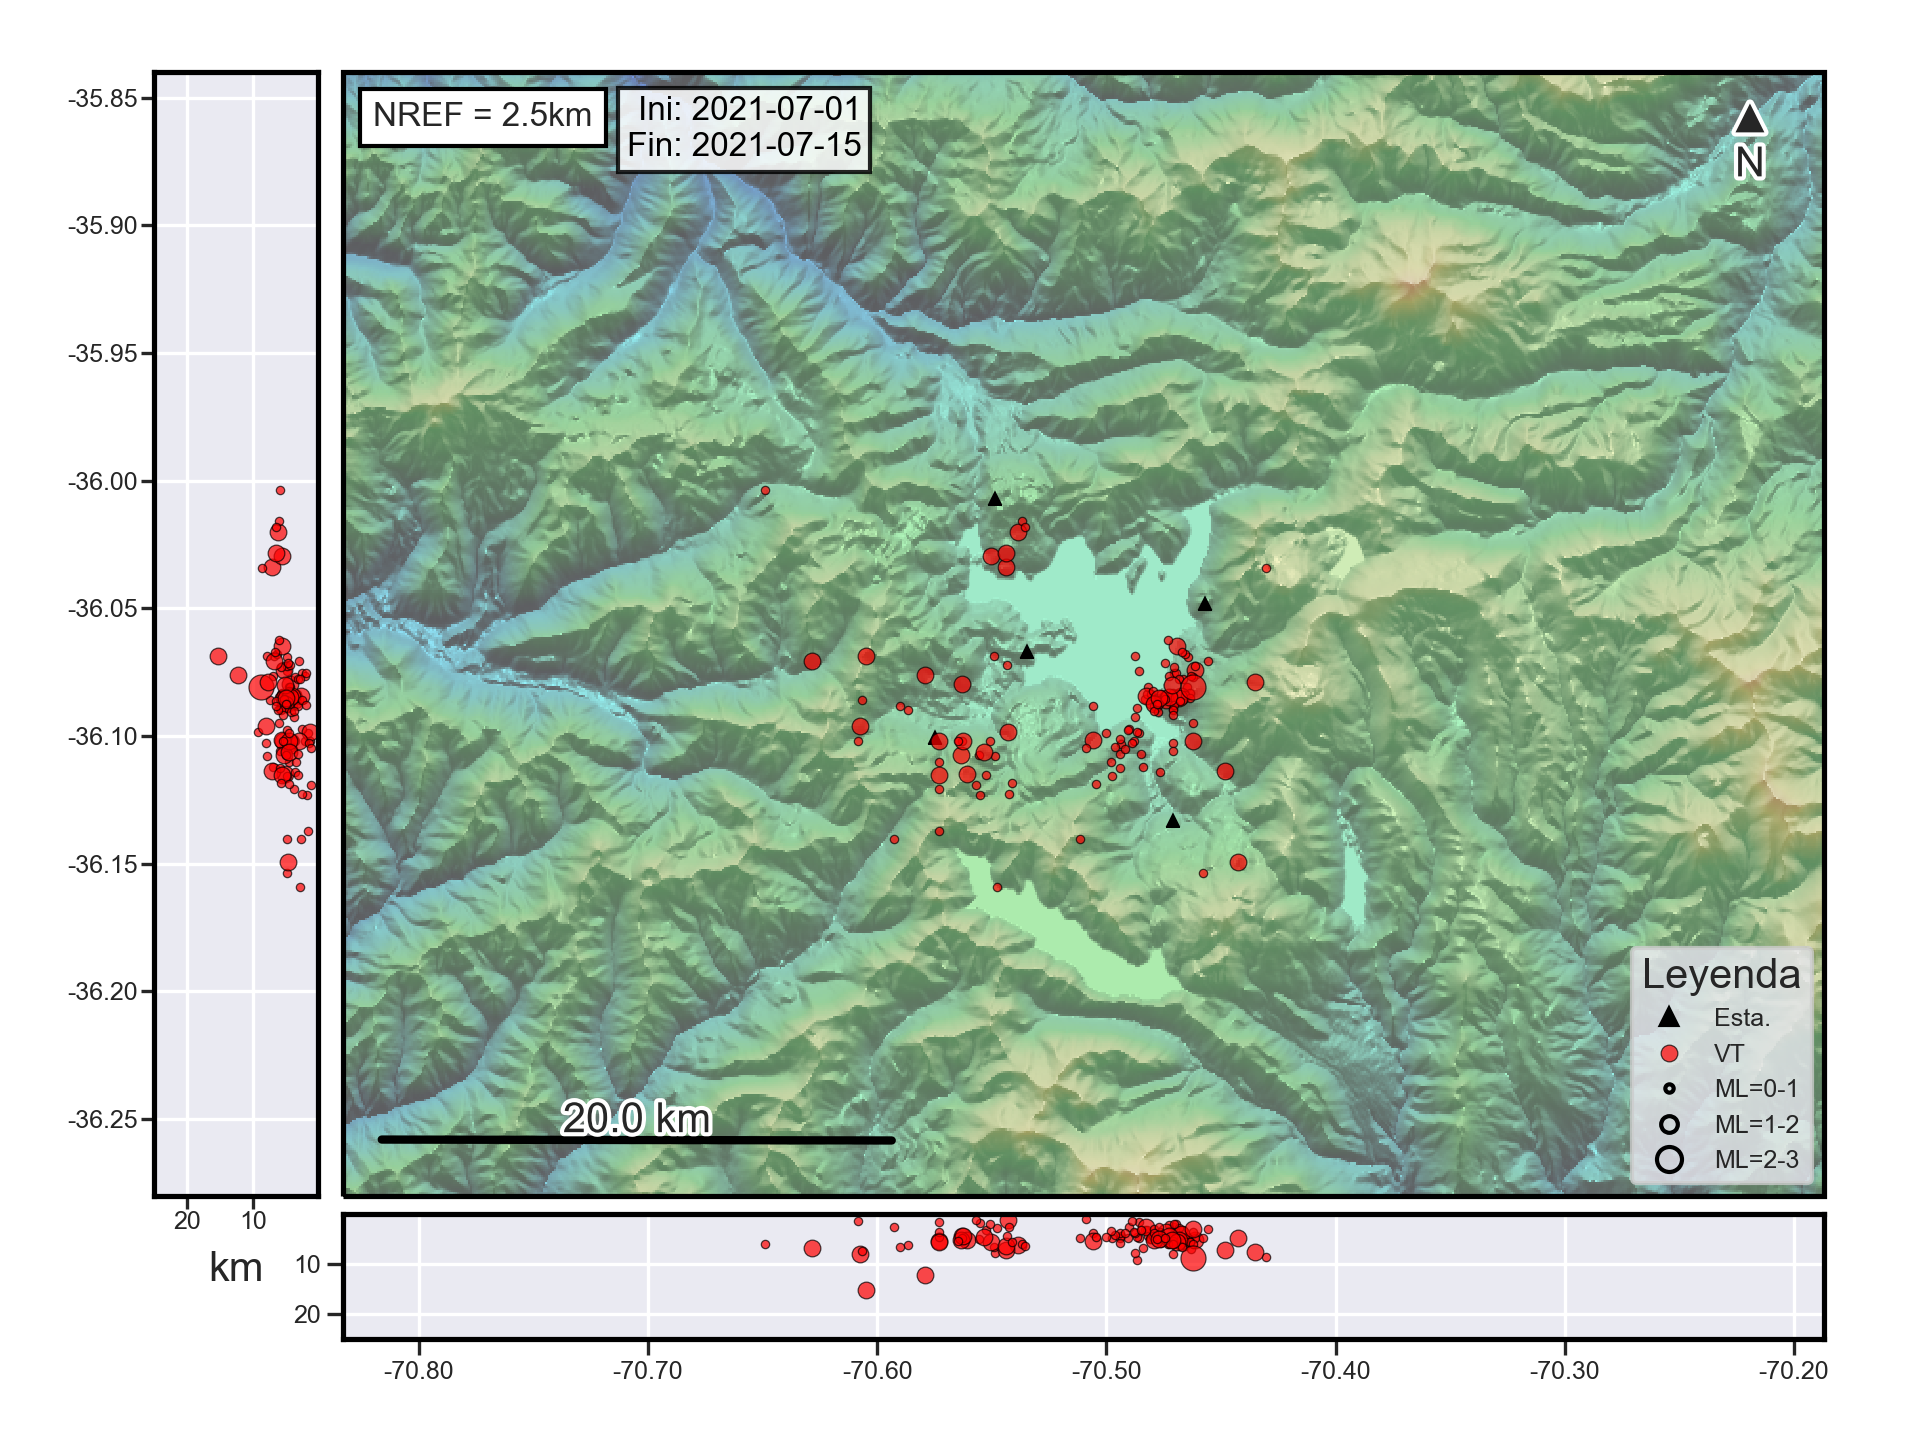 NREF = 2.5km
Ini: 2021-07-01
Fin: 2021-07-15
N
-35.85
-35.90
-35.95
-36.00
-36.05
-36.10
-36.15
-36.20
-36.25
20 10
km
20.0 km
Leyenda
Esta.
VT
ML=0-1
ML=1-2
ML=2-3
10
20
-70.80 -70.70 -70.60 -70.50 -70.40 -70.30 -70.20